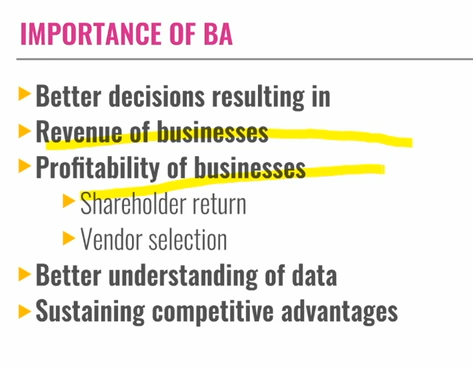 IMPORTANCE OF BA
Better decisions resulting in
Revenue of businesses
Profitability of businesses
Shareholder return
Vendor selection
Better understanding of data
Sustaining competitive advantages